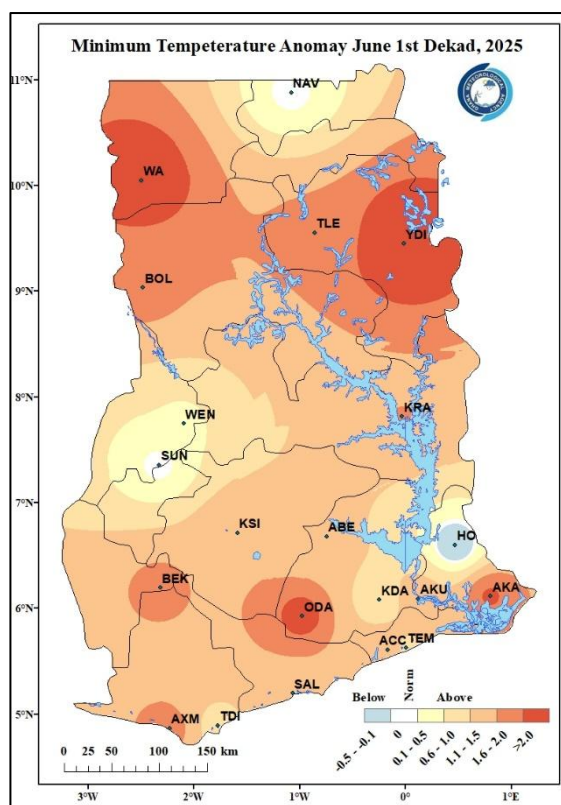 Minimum Tempeterature Anomay June 1st Dekad, 2025
11°N
NAV
GHANA METEOROLOGICAL AGENCY
WA
10°N
TLE
YDI
BOL
9°N
8°N
KRA
WEN
SUN
7°N
KSI
ABE
HO
BEK
KDA
AKU
AKA
6°N
ODA
ACC
TEM
SAL
Below
Norm
Above
5°N
AXM
TDI
-0.5 - -0.1
0
0.1 - 0.5
0.6 - 1.0
1.1 - 1.5
1.6 - 2.0
>2.0
0 25 50 100 150 km
3°W
2°W
1°W
0°
1°E